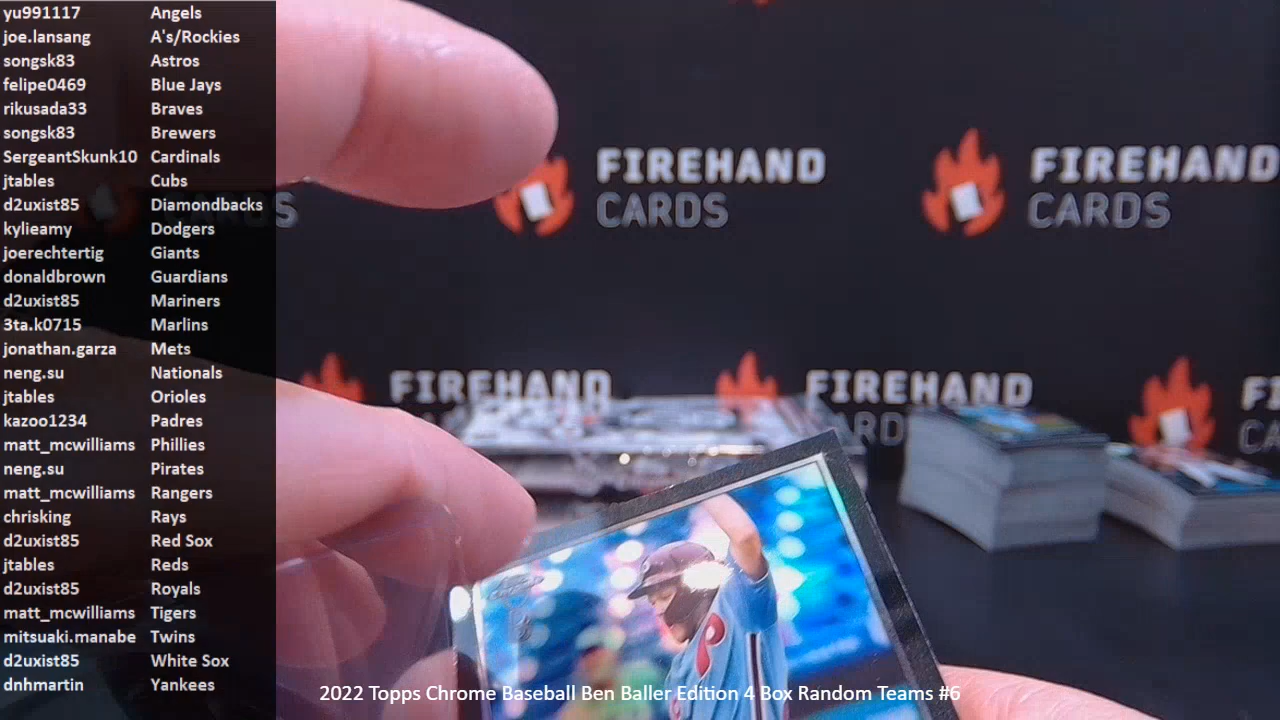 yu991117 Angels
joe.lansang A's/Rockies
songsk83 Astros
felipe0469 Blue Jays
rikusada33 Braves
songsk83 Brewers
SergeantSkunk10 Cardinals
jtables Cubs
d2uxist85 Diamondbacks
kylieamy Dodgers
joerechtertig Giants
donaldbrown Guardians
d2uxist85 Mariners
3ta.k0715 Marlins
jonathan.garza Mets
neng.su Nationals
jtables Orioles
kazoo1234 Padres
matt_mcwilliams Phillies
neng.su Pirates
matt_mcwilliams Rangers
chrisking Rays
d2uxist85 Red Sox
jtables Reds
d2uxist85 Royals
matt_mcwilliams Tigers
mitsuaki.manabe Twins
d2uxist85 White Sox
dnhmartin Yankees
FIREHAND
CARDS
FIREHAND
CARDS
FIREHAND
FIREHAND
P
2022 Topps Chrome Baseball Ben Baller Edition 4 Box Random Teams #6